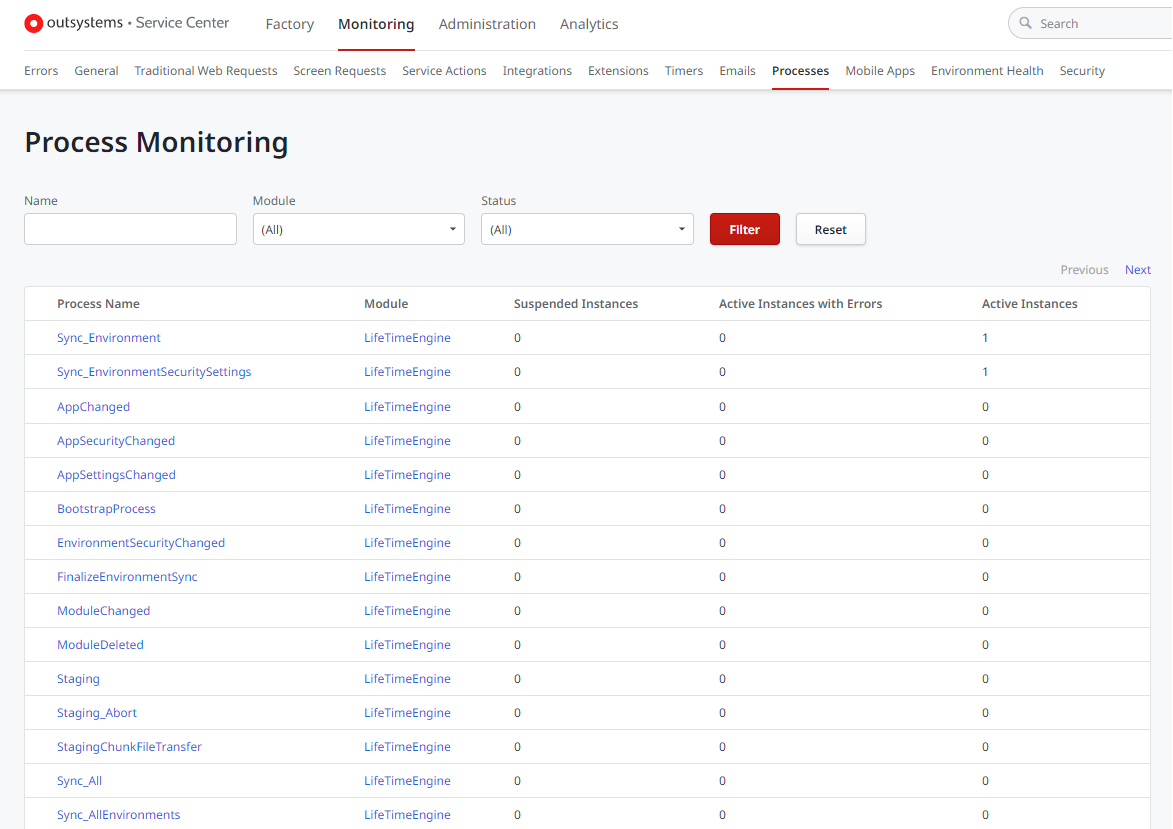 outsystems • Service Center Factory Monitoring Administration Analytics Search
Errors General Traditional Web Requests Screen Requests Service Actions Integrations Extensions Timers Emails Processes Mobile Apps Environment Health Security
Process Monitoring
Name Module Status
(All) (All) Filter Reset
Previous Next
Process Name Module Suspended Instances Active Instances with Errors Active Instances
Sync_Environment LifeTimeEngine 0 0 1
Sync_EnvironmentSecuritySettings LifeTimeEngine 0 0 1
AppChanged LifeTimeEngine 0 0 0
AppSecurityChanged LifeTimeEngine 0 0 0
AppSettingsChanged LifeTimeEngine 0 0 0
BootstrapProcess LifeTimeEngine 0 0 0
EnvironmentSecurityChanged LifeTimeEngine 0 0 0
FinalizeEnvironmentSync LifeTimeEngine 0 0 0
ModuleChanged LifeTimeEngine 0 0 0
ModuleDeleted LifeTimeEngine 0 0 0
Staging LifeTimeEngine 0 0 0
Staging_Abort LifeTimeEngine 0 0 0
StagingChunkFileTransfer LifeTimeEngine 0 0 0
Sync_All LifeTimeEngine 0 0 0
Sync_AllEnvironments LifeTimeEngine 0 0 0